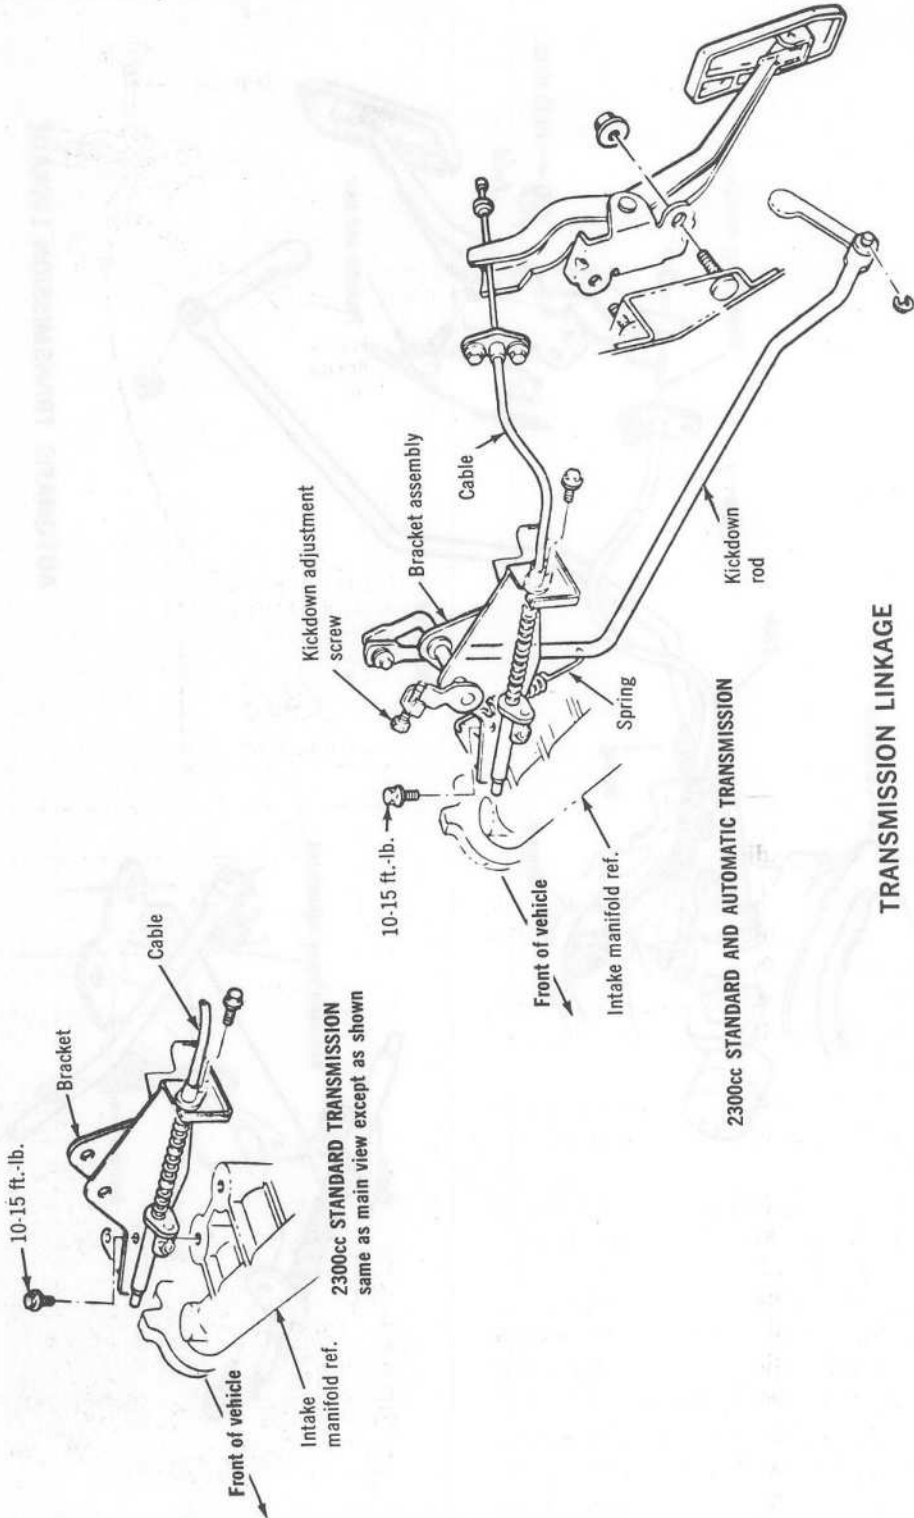 10-15 ft.-lb.
Bracket
Cable
Front of vehicle
Intake
manifold ref.
2300cc STANDARD TRANSMISSION
same as main view except as shown
Kickdown adjustment
screw
Bracket assembly
Cable
10-15 ft.-lb.
Front of vehicle
Intake manifold ref.
Spring
Kickdown
rod
2300cc STANDARD AND AUTOMATIC TRANSMISSION
TRANSMISSION LINKAGE